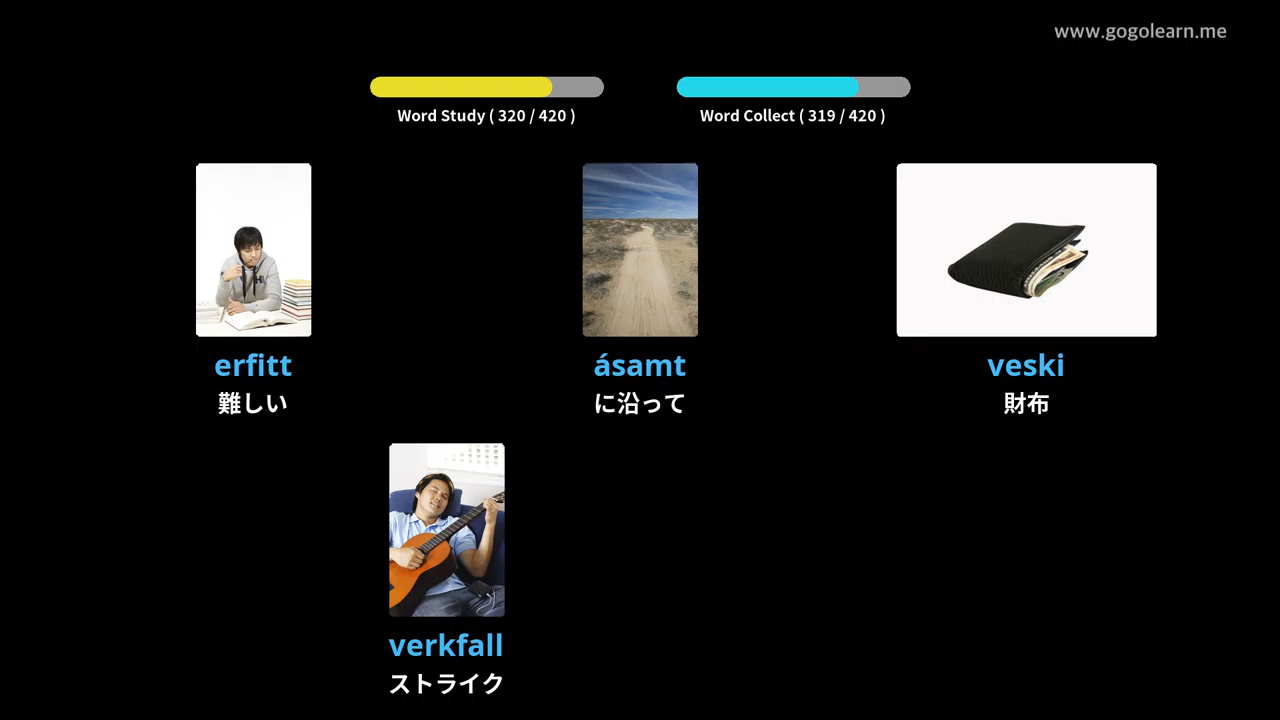 www.gogolearn.me
Word Study ( 320 / 420 )
Word Collect ( 319 / 420 )
erfitt
難しい
ásamt
に沿って
veski
財布
verkfall
ストライク